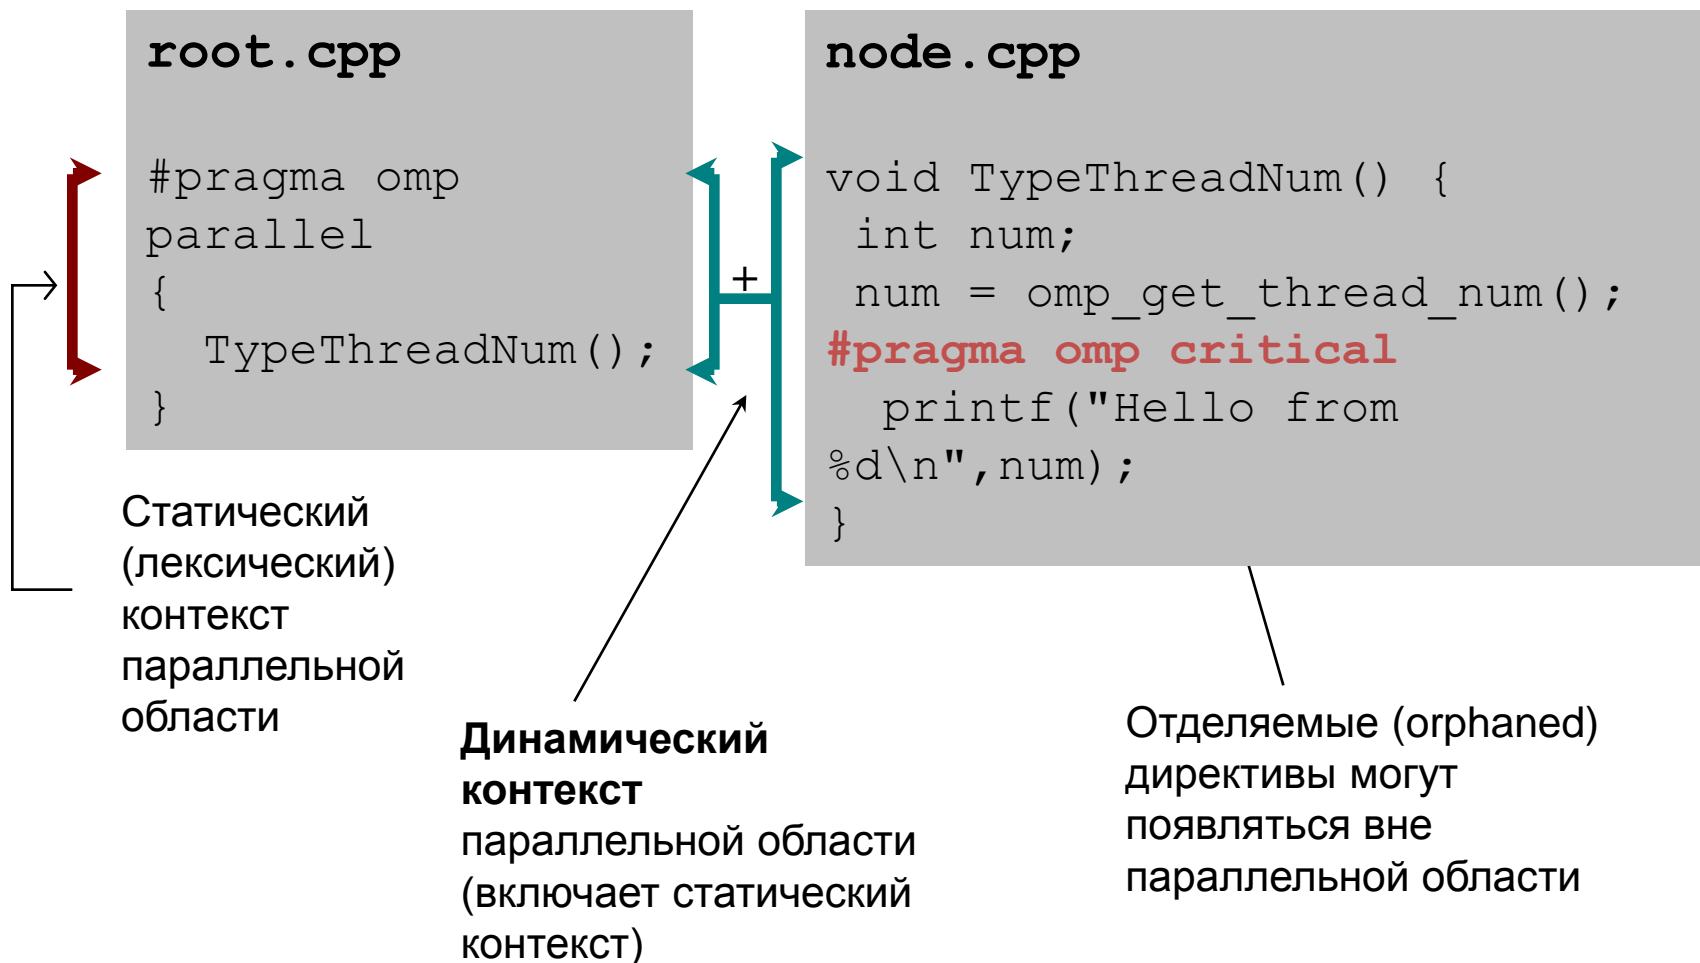 root.cpp
#pragma omp
parallel
{
TypeThreadNum();
}
+
node.cpp
void TypeThreadNum() {
int num;
num = omp_get_thread_num();
#pragma omp critical
printf("Hello from
%d\n",num);
}
Статический
(лексический)
контекст
параллельной
области
Динамический
контекст
параллельной области
(включает статический
контекст)
Отделяемые (orphaned)
директивы могут
появляться вне
параллельной области